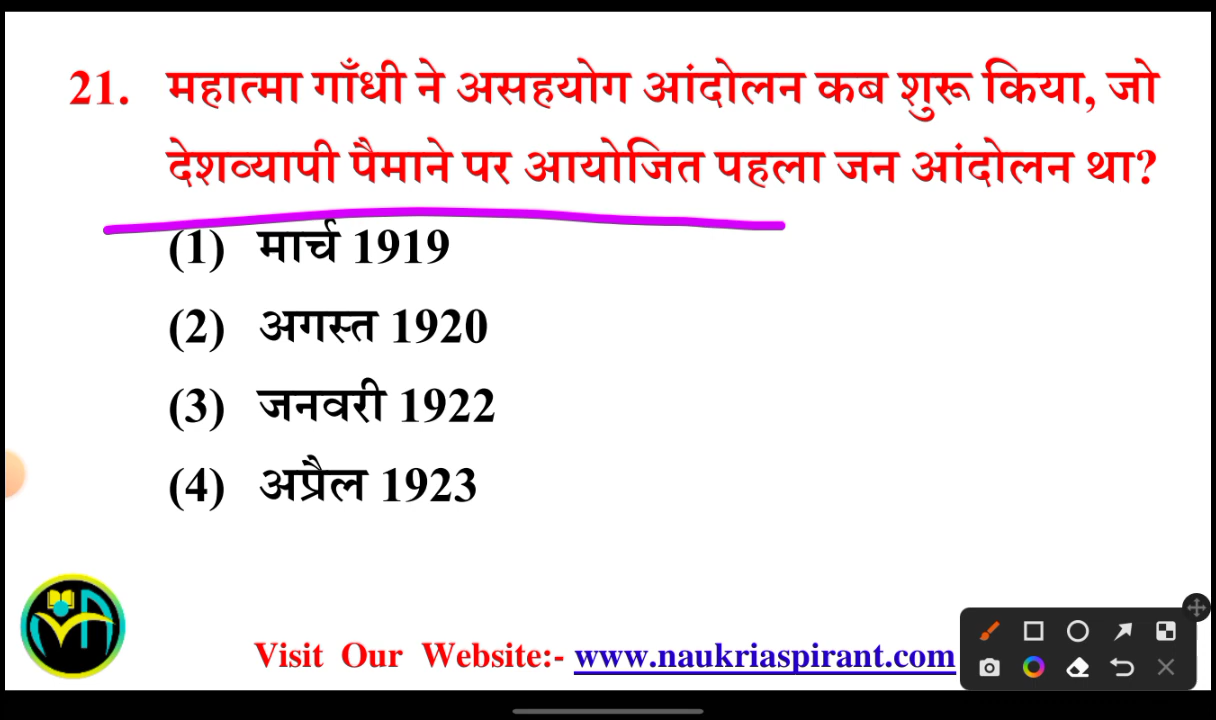 21. महात्मा गाँधी ने असहयोग आंदोलन कब शुरू किया, जो
देशव्यापी पैमाने पर आयोजित पहला जन आंदोलन था?
(1) मार्च 1919
(2) अगस्त 1920
(3) जनवरी 1922
(4) अप्रैल 1923
Visit Our Website:- www.naukriaspirant.com